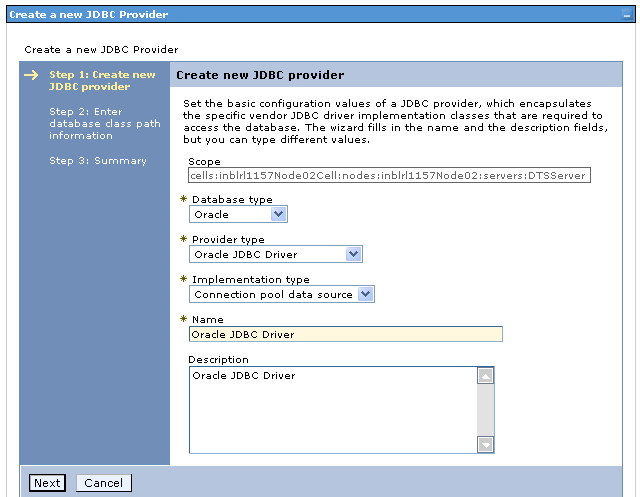 Create a new JDBC Provider
Create a new JDBC Provider
Step 1: Create new
JDBC provider
Step 2: Enter
database class path
information
Step 3: Summary
Create new JDBC provider
Set the basic configuration values of a JDBC provider, which encapsulates
the specific vendor JDBC driver implementation classes that are required to
access the database. The wizard fills in the name and the description fields,
but you can type different values.
Scope
cells:inblrl1157Node02Cell:nodes:inblrl1157Node02:servers:DTSServer
* Database type
Oracle
* Provider type
Oracle JDBC Driver
* Implementation type
Connection pool data source
* Name
Oracle JDBC Driver
Description
Oracle JDBC Driver
Next
Cancel